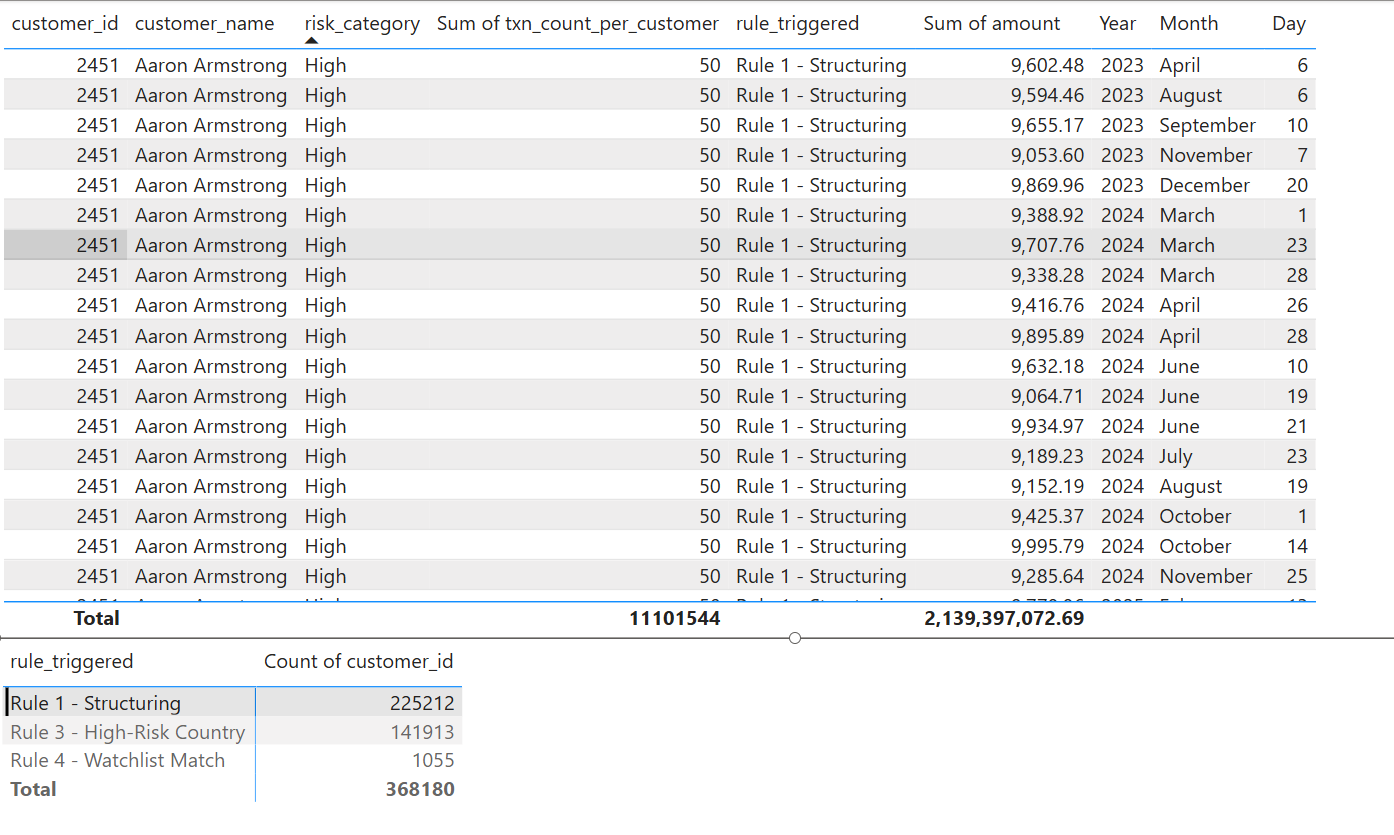 customer_id customer_name risk_category Sum of txn_count_per_customer rule_triggered Sum of amount Year Month Day
2451 Aaron Armstrong High 50 Rule 1 - Structuring 9,602.48 2023 April 6
2451 Aaron Armstrong High 50 Rule 1 - Structuring 9,594.46 2023 August 6
2451 Aaron Armstrong High 50 Rule 1 - Structuring 9,655.17 2023 September 10
2451 Aaron Armstrong High 50 Rule 1 - Structuring 9,053.60 2023 November 7
2451 Aaron Armstrong High 50 Rule 1 - Structuring 9,869.96 2023 December 20
2451 Aaron Armstrong High 50 Rule 1 - Structuring 9,388.92 2024 March 1
2451 Aaron Armstrong High 50 Rule 1 - Structuring 9,707.76 2024 March 23
2451 Aaron Armstrong High 50 Rule 1 - Structuring 9,338.28 2024 March 28
2451 Aaron Armstrong High 50 Rule 1 - Structuring 9,416.76 2024 April 26
2451 Aaron Armstrong High 50 Rule 1 - Structuring 9,895.89 2024 April 28
2451 Aaron Armstrong High 50 Rule 1 - Structuring 9,632.18 2024 June 10
2451 Aaron Armstrong High 50 Rule 1 - Structuring 9,064.71 2024 June 19
2451 Aaron Armstrong High 50 Rule 1 - Structuring 9,934.97 2024 June 21
2451 Aaron Armstrong High 50 Rule 1 - Structuring 9,189.23 2024 July 23
2451 Aaron Armstrong High 50 Rule 1 - Structuring 9,152.19 2024 August 19
2451 Aaron Armstrong High 50 Rule 1 - Structuring 9,425.37 2024 October 1
2451 Aaron Armstrong High 50 Rule 1 - Structuring 9,995.79 2024 October 14
2451 Aaron Armstrong High 50 Rule 1 - Structuring 9,285.64 2024 November 25
Total 11101544 2,139,397,072.69
rule_triggered Count of customer_id
Rule 1 - Structuring 225212
Rule 3 - High-Risk Country 141913
Rule 4 - Watchlist Match 1055
Total 368180